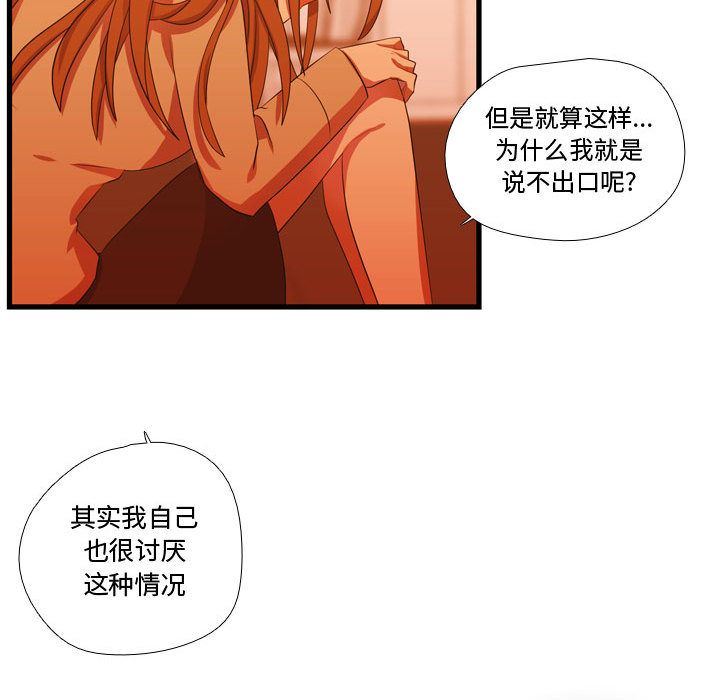 但是就算这样...
为什么我就是
说不出口呢?
其实我自己
也很讨厌
这种情况